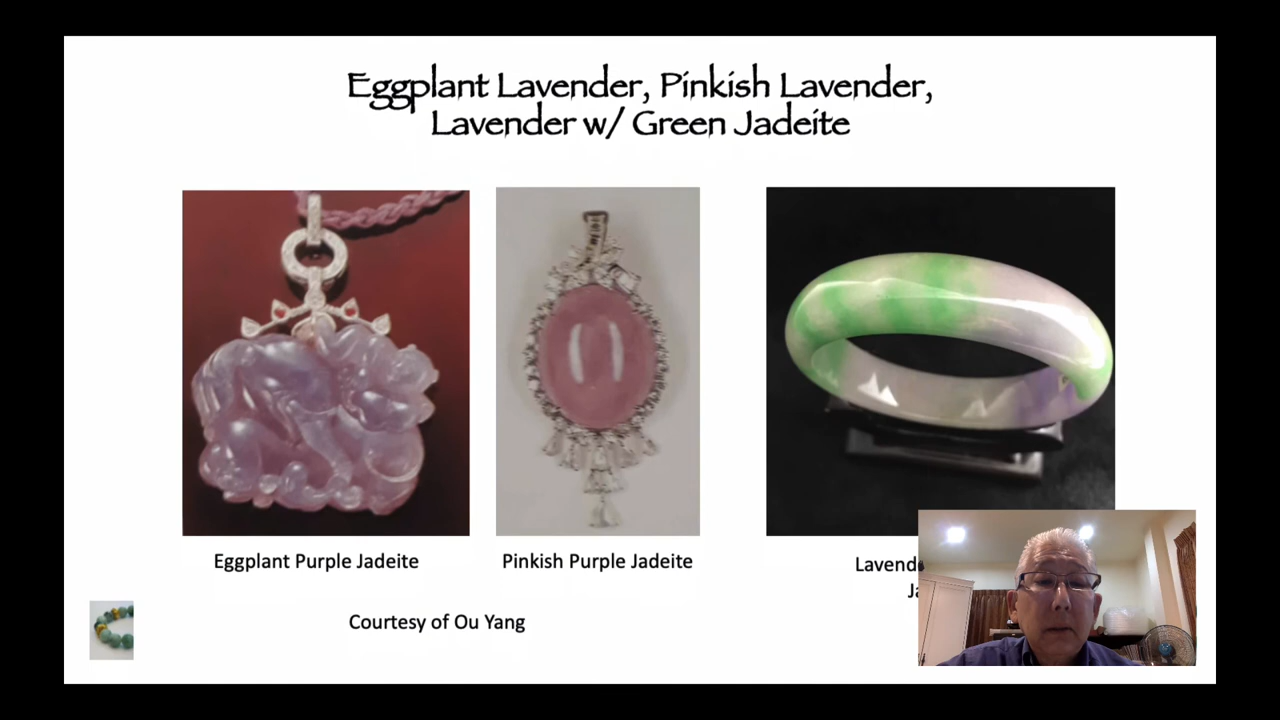 Eggplant Lavender, Pinkish Lavender,
Lavender w/ Green Jadeite
Eggplant Purple Jadeite
Pinkish Purple Jadeite
Courtesy of Ou Yang